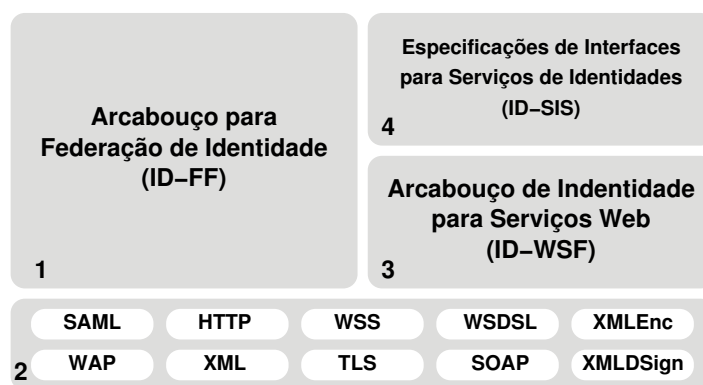 Arcabouço para
Federação de Identidade
(ID–FF)
1
Especificações de Interfaces
para Serviços de Identidades
(ID–SIS)
4
Arcabouço de Indentidade
para Serviços Web
(ID–WSF)
3
SAML HTTP WSS WSDSL XMLEnc
2 WAP XML TLS SOAP XMLDSign